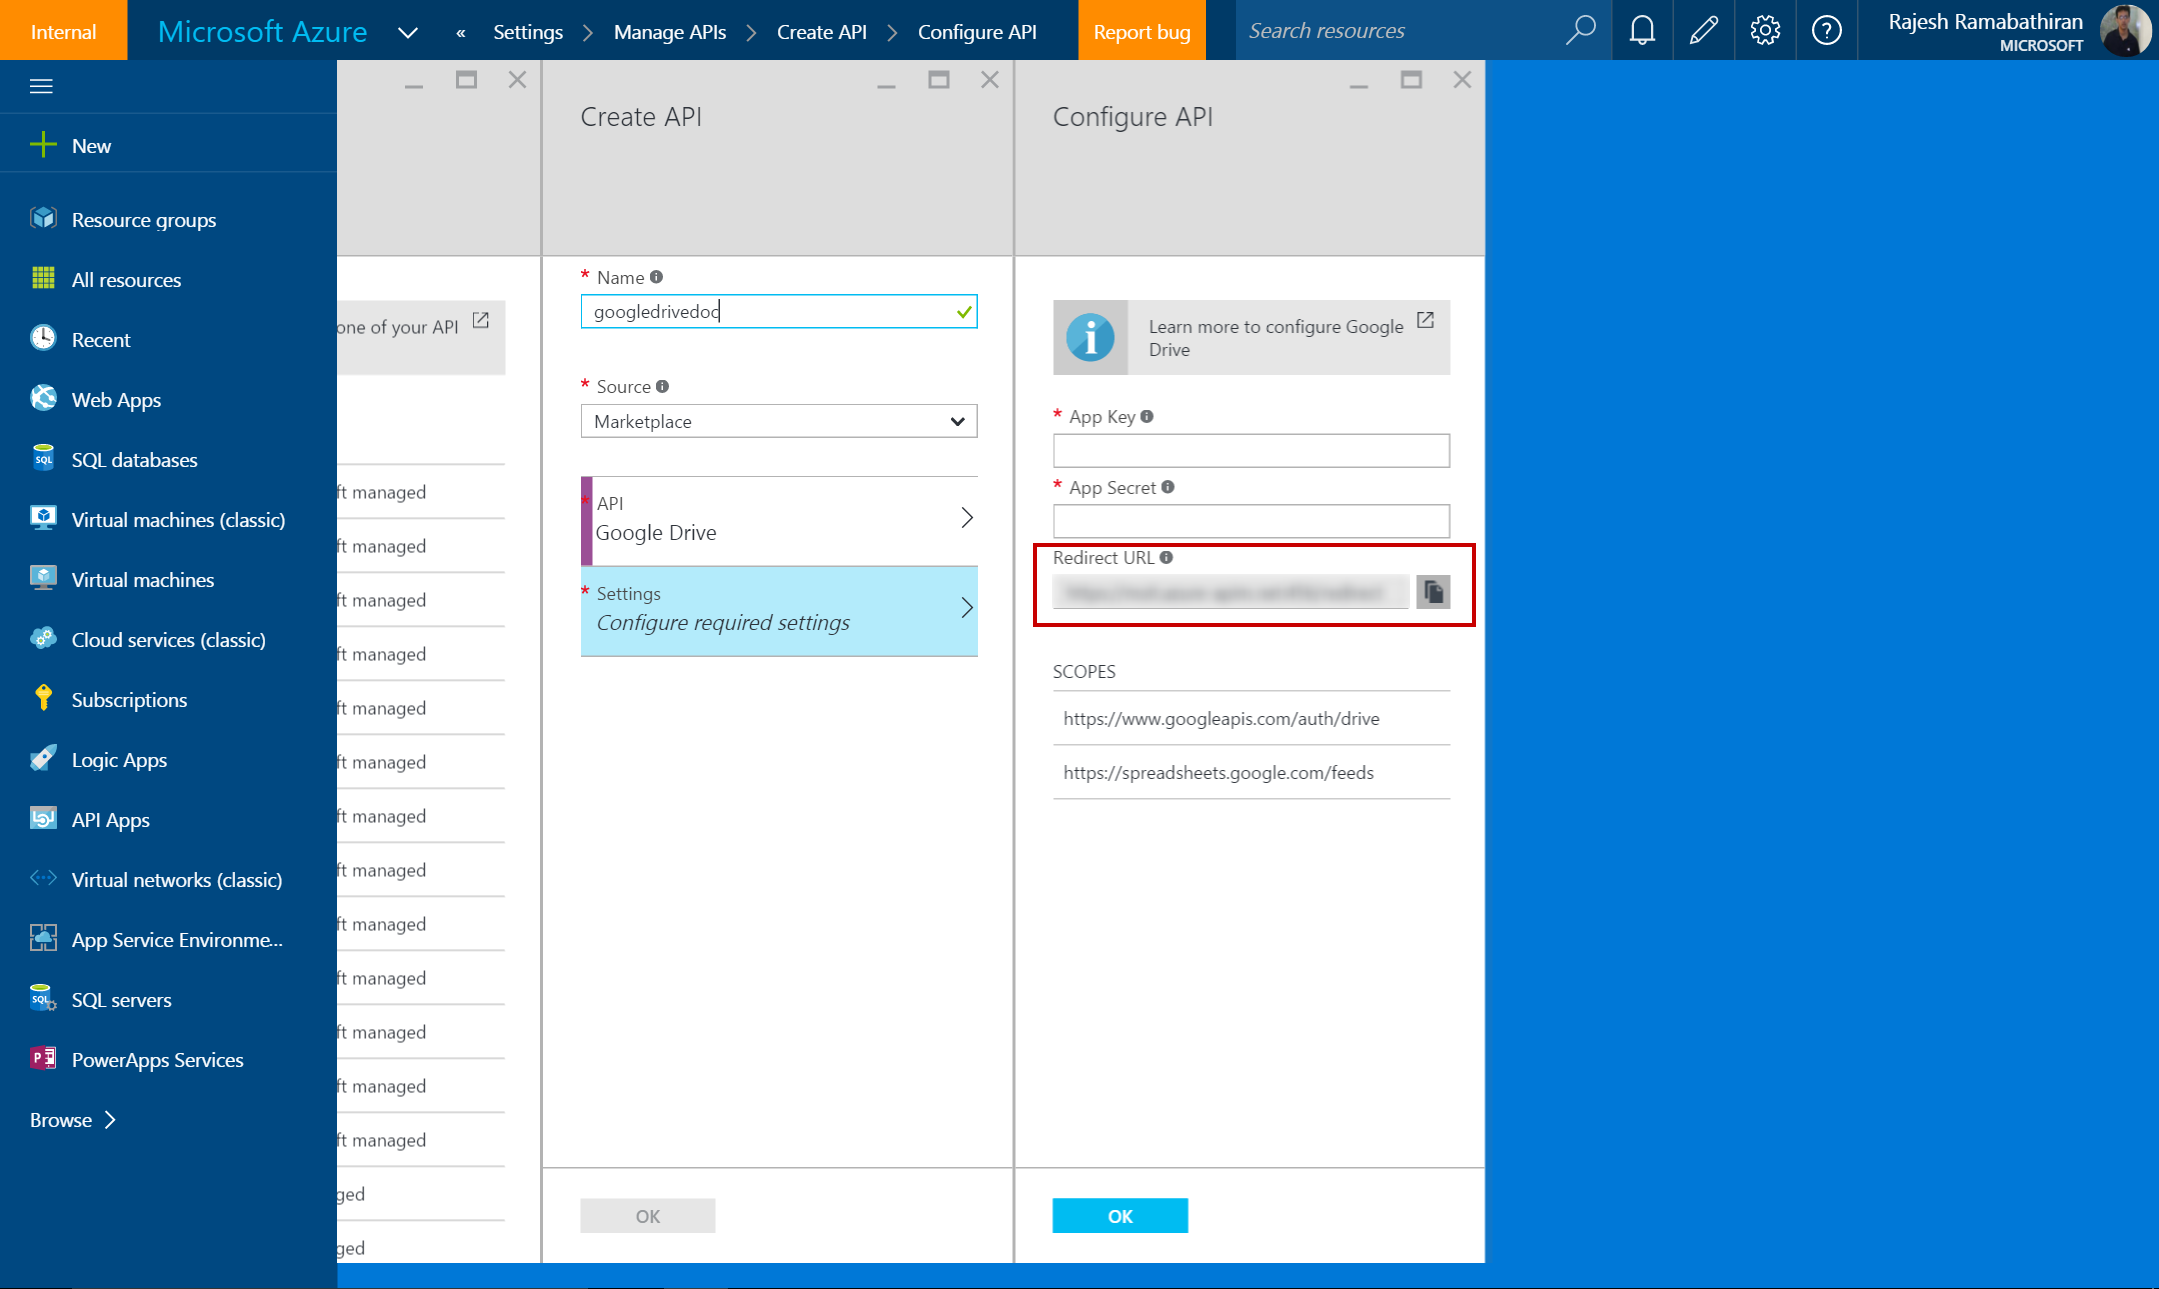 Internal
Microsoft Azure
«
Settings
Manage APIs
Create API
Configure API
Report bug
Search resources
Rajesh Ramabathiran
MICROSOFT
New
Resource groups
All resources
Recent
Web Apps
SQL databases
Virtual machines (classic)
Virtual machines
Cloud services (classic)
Subscriptions
Logic Apps
API Apps
Virtual networks (classic)
App Service Environme...
SQL servers
PowerApps Services
Browse
one of your API
ft managed
ft managed
ft managed
ft managed
ft managed
ft managed
ft managed
ft managed
ft managed
ft managed
ft managed
ft managed
ft managed
ged
ged
Create API
* Name
googledrivedoc
* Source
Marketplace
* API
Google Drive
* Settings
Configure required settings
OK
Configure API
Learn more to configure Google
Drive
* App Key
* App Secret
Redirect URL
SCOPES
https://www.googleapis.com/auth/drive
https://spreadsheets.google.com/feeds
OK